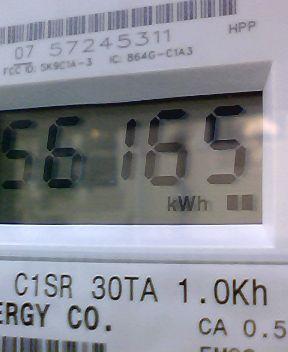 07 57245311
HPP
FCC ID: SK9C1A-3 IC: 864G-C1A3
56165
kWh
C1SR 30TA 1.0Kh
ERGY CO.
CA 0.5